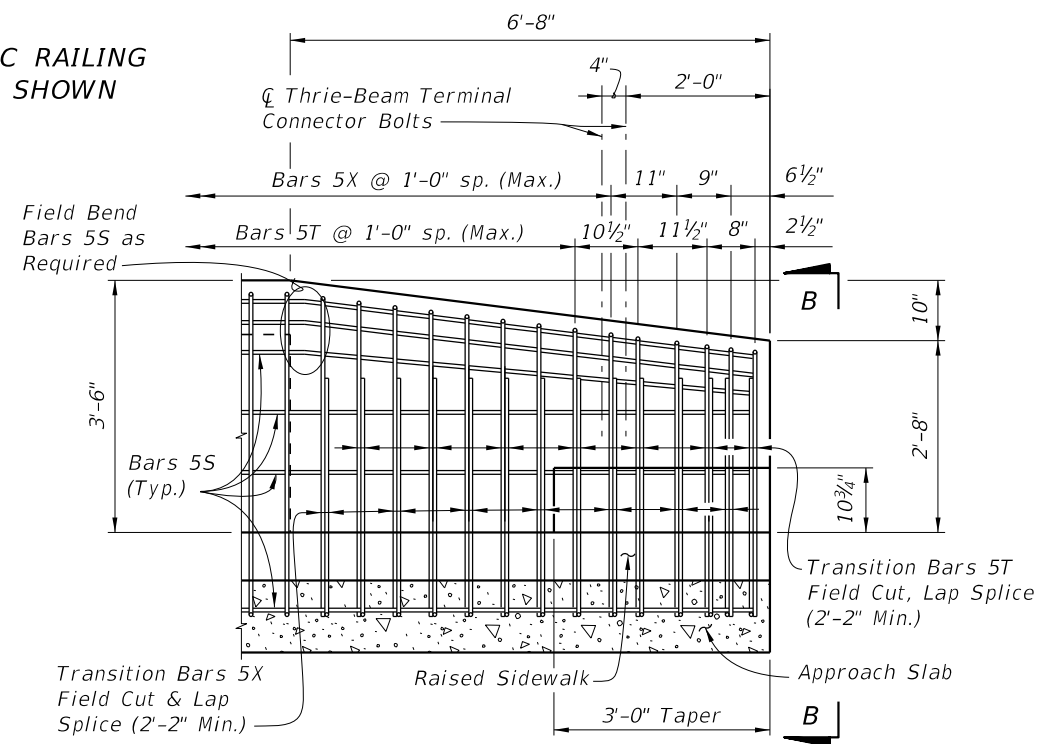 6'-8"
C RAILING
SHOWN
4"
2'-0"
℄ Thrie-Beam Terminal
Connector Bolts
Bars 5X @ 1'-0" sp. (Max.)
11"
9"
6½"
Field Bend
Bars 5S as
Required
Bars 5T @ 1'-0" sp. (Max.)
10½"
11½"
8"
2½"
B
10"
3'-6"
2'-8"
Bars 5S
(Typ.)
10¾"
Transition Bars 5T
Field Cut, Lap Splice
(2'-2" Min.)
Transition Bars 5X
Field Cut & Lap
Splice (2'-2" Min.)
Raised Sidewalk
Approach Slab
3'-0" Taper
B